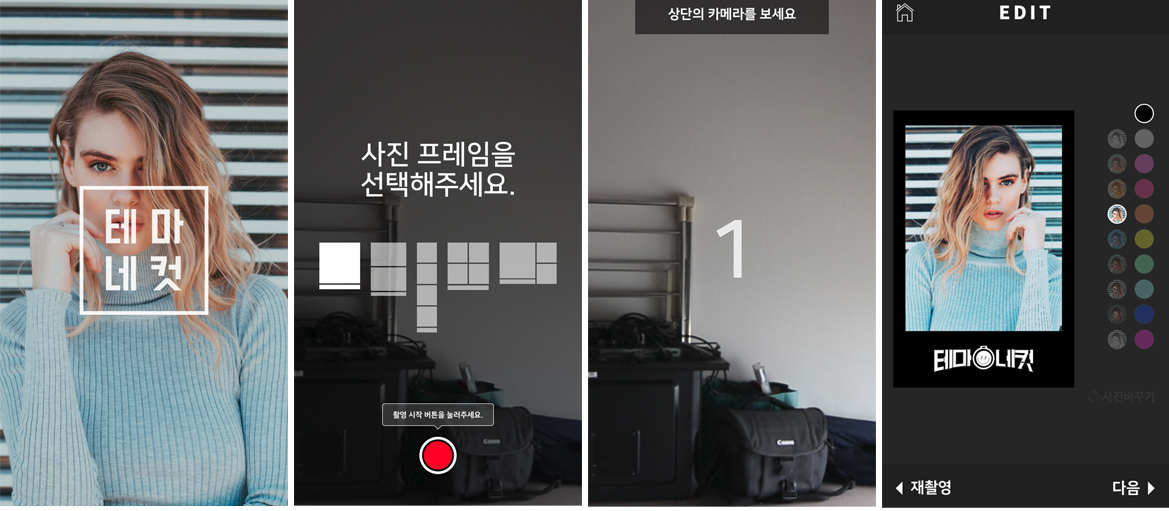 테마
네컷
사진 프레임을
선택해주세요.
촬영 시작 버튼을 눌러주세요.
Canon
상단의 카메라를 보세요
1
Canon
EDIT
테마네컷
사진바꾸기
재촬영
다음